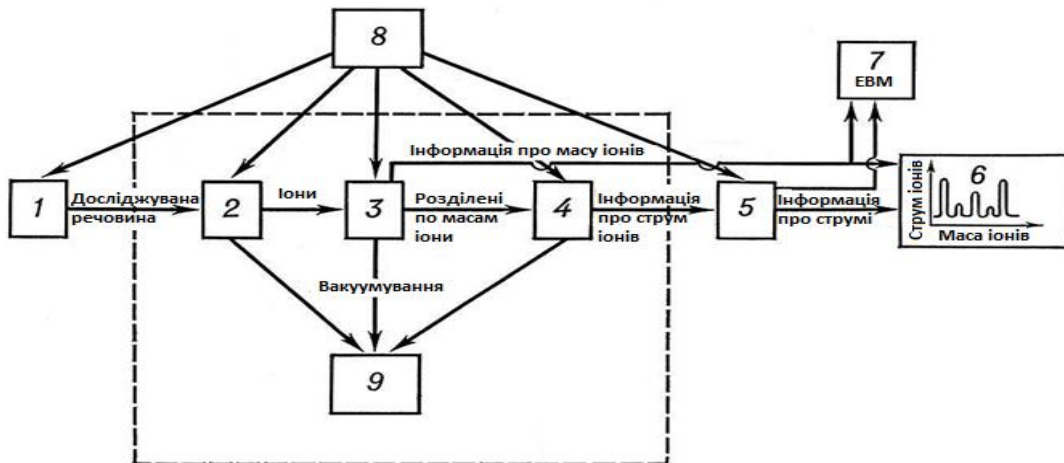 8
7
ЕВМ
Інформація про масу іонів
1
Досліджувана
речовина
2
Іони
3
Розділені
по масам
іони
4
Інформація
про струм
іонів
5
Інформація
про струмі
6
Струм іонів
Маса іонів
Вакуумування
9